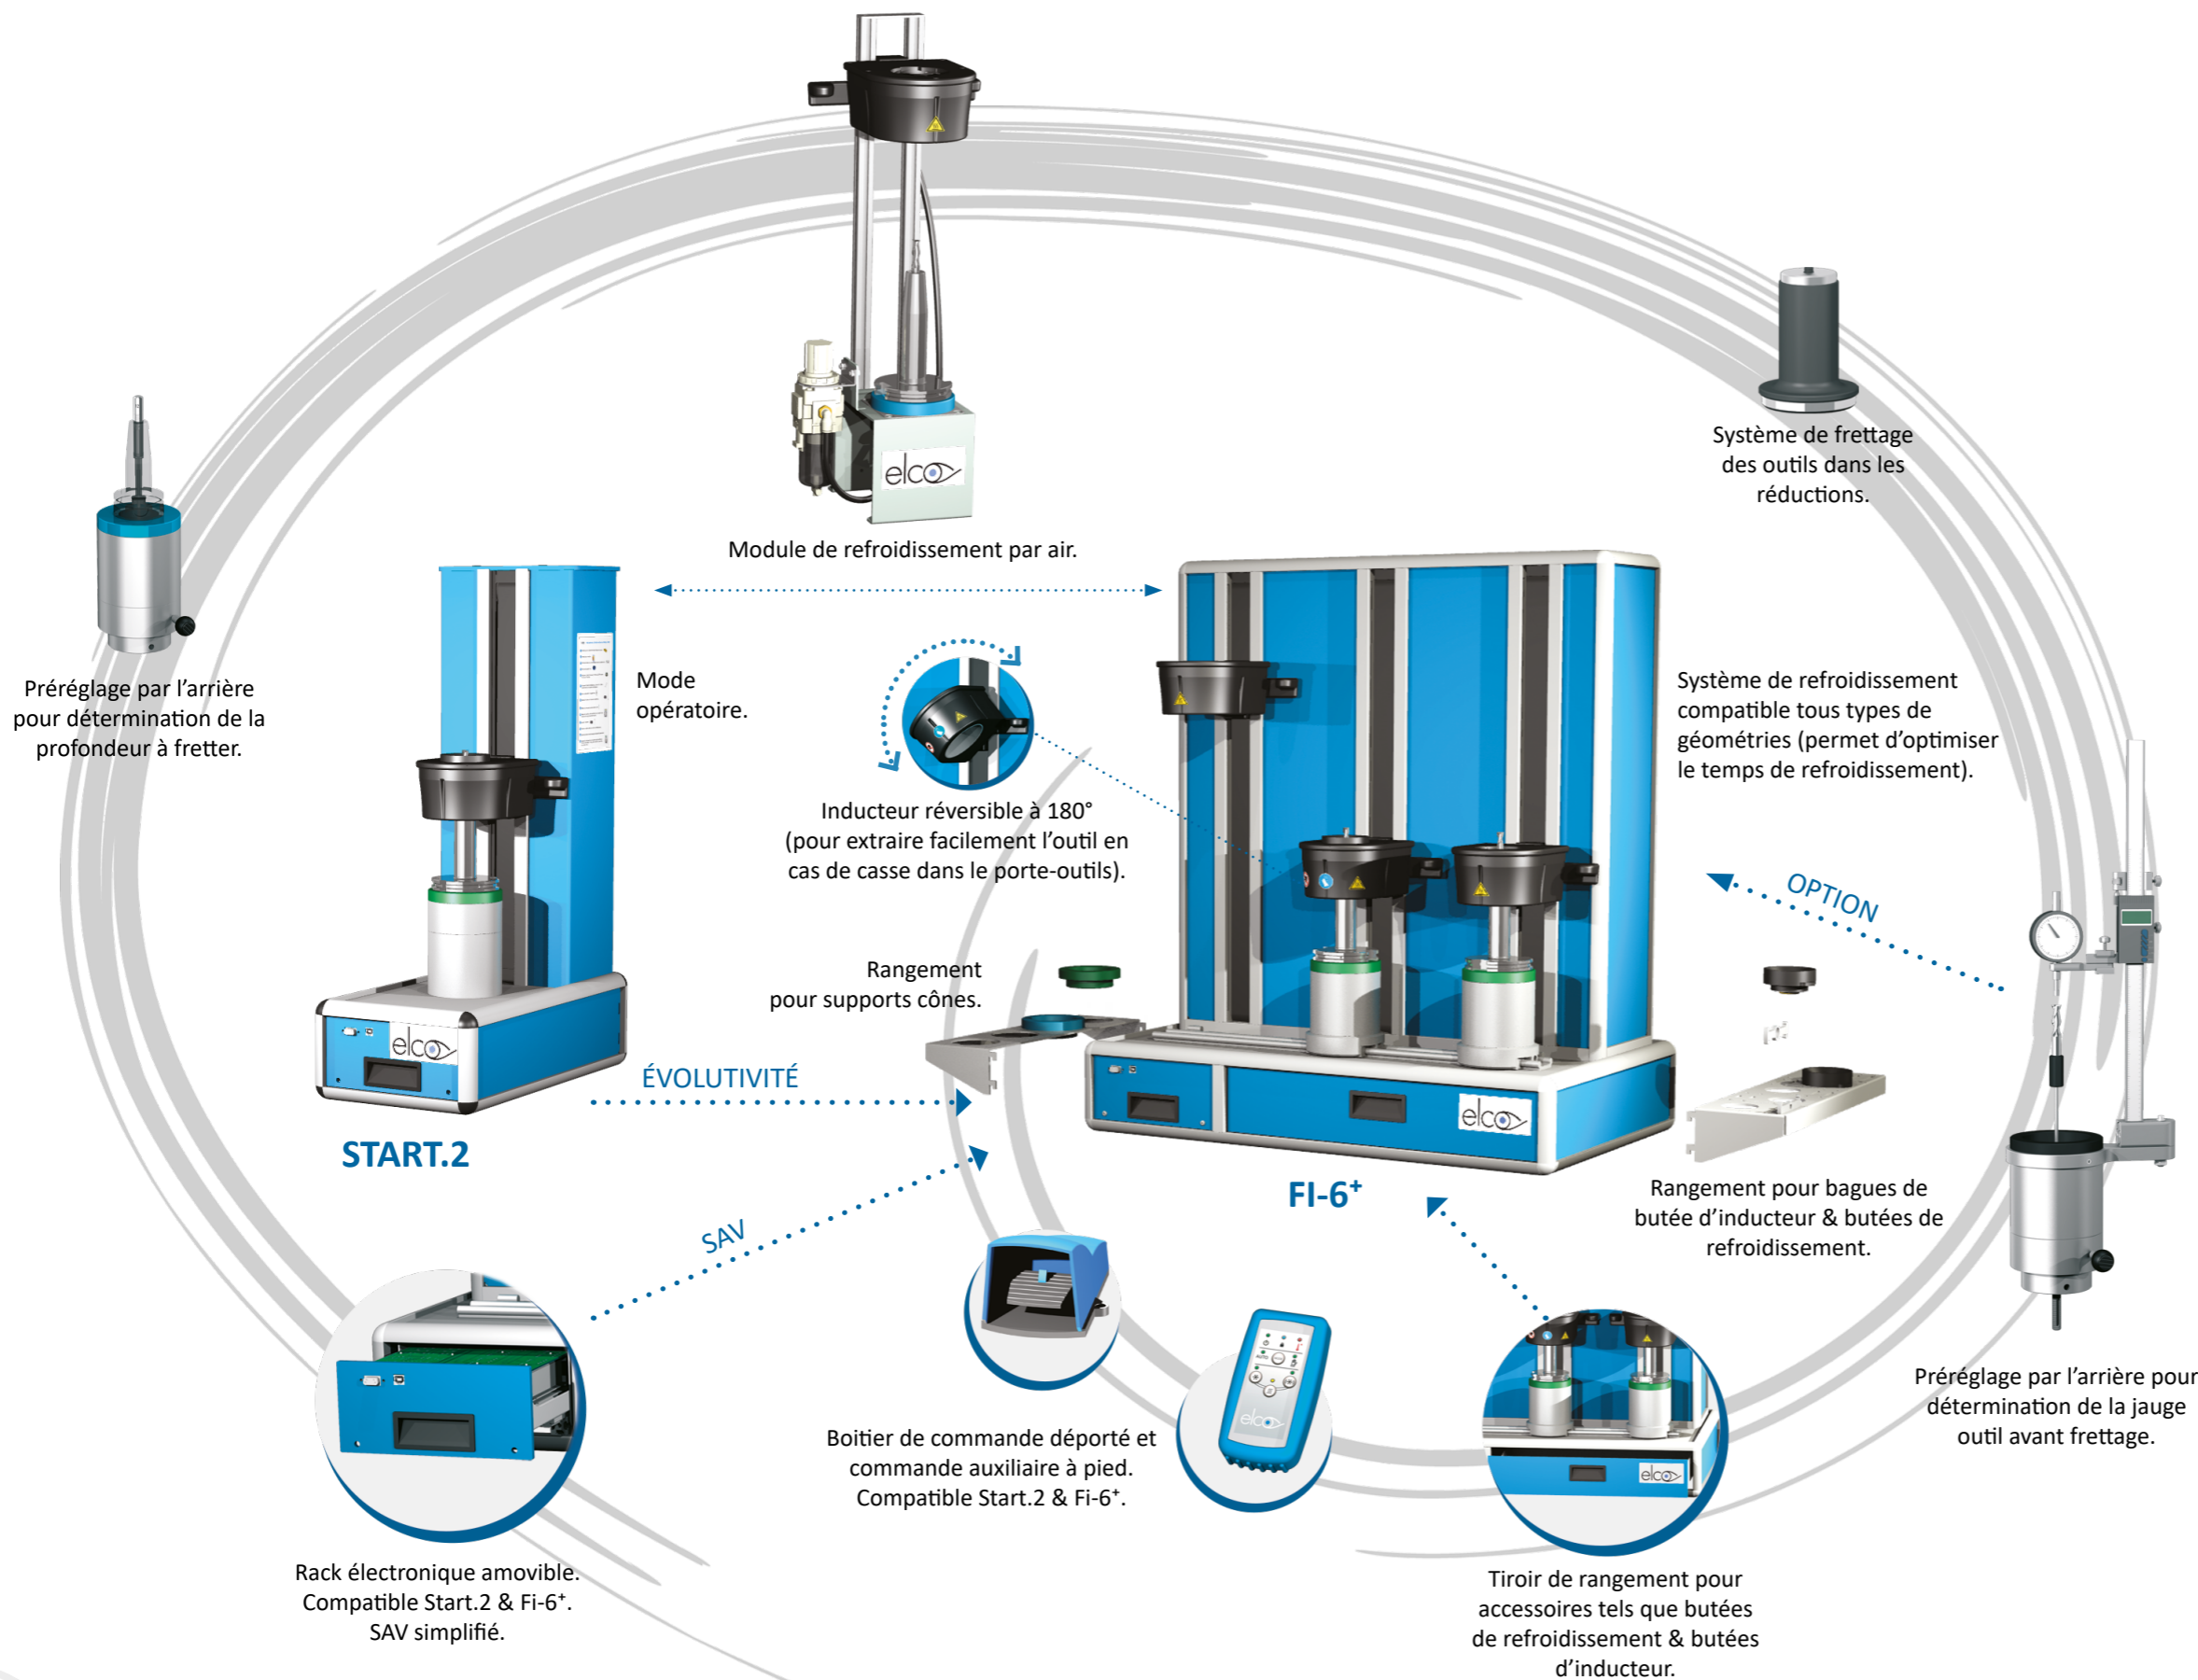 elco
Système de frettage
des outils dans les
réductions.
Module de refroidissement par air.
Préréglage par l’arrière
pour détermination de la
profondeur à fretter.
Mode
opératoire.
Système de refroidissement
compatible tous types de
géométries (permet d’optimiser
le temps de refroidissement).
Inducteur réversible à 180°
(pour extraire facilement l’outil en
cas de casse dans le porte-outils).
OPTION
Rangement
pour supports cônes.
elco
ÉVOLUTIVITÉ
elco
START.2
FI-6⁺
Rangement pour bagues de
butée d’inducteur & butées de
refroidissement.
SAV
Préréglage par l’arrière pour
détermination de la jauge
outil avant frettage.
AUTO
elco
elco
Boitier de commande déporté et
commande auxiliaire à pied.
Compatible Start.2 & Fi-6⁺.
Rack électronique amovible.
Compatible Start.2 & Fi-6⁺.
SAV simplifié.
Tiroir de rangement pour
accessoires tels que butées
de refroidissement & butées
d’inducteur.